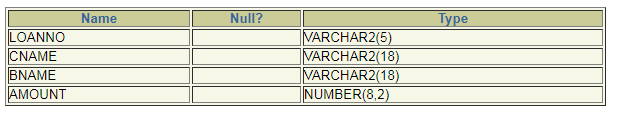 Name Null? Type
LOANNO VARCHAR2(5)
CNAME VARCHAR2(18)
BNAME VARCHAR2(18)
AMOUNT NUMBER(8,2)